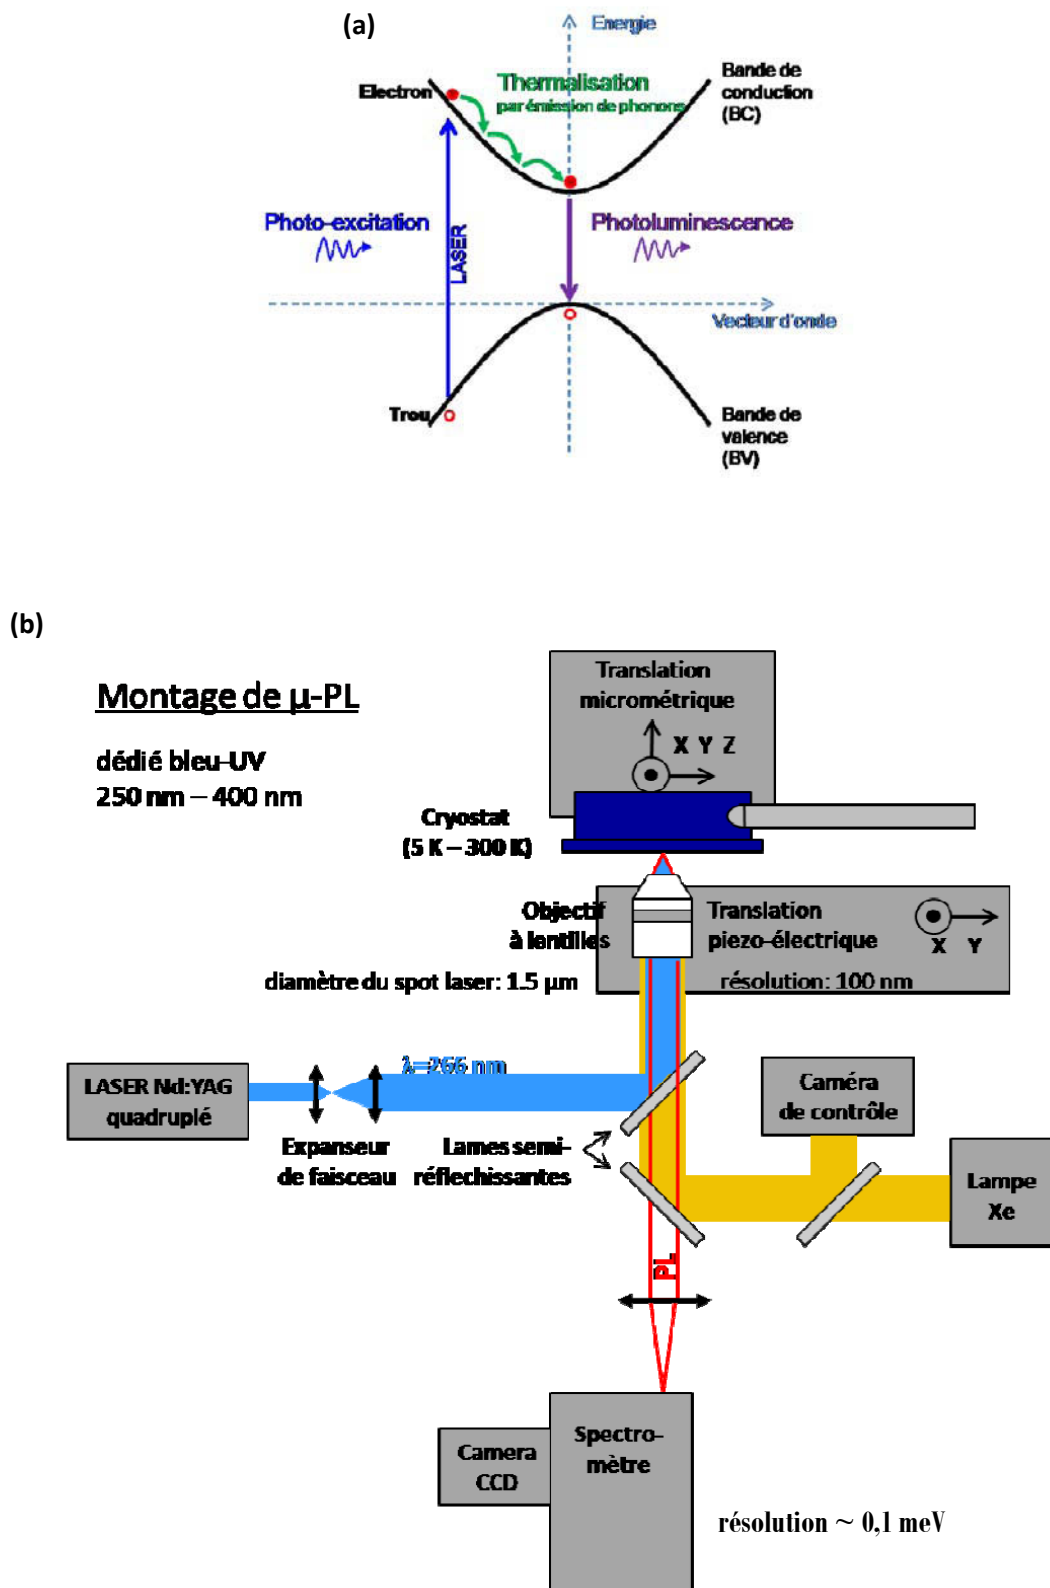 (a)
Energie
Electron
Thermalisation
par émission de phonons
Bande de
conduction
(BC)
Photo-excitation
LASER
Photoluminescence
Vecteur d'onde
Trou
Bande de
valence
(BV)
(b)
Montage de µ-PL
dédié bleu-UV
250 nm – 400 nm
Translation
micrométrique
X Y Z
Cryostat
(5 K – 300 K)
Objectif
à lentilles
Translation
piezo-électrique
X Y
diamètre du spot laser: 1.5 µm
résolution: 100 nm
λ=266 nm
LASER Nd:YAG
quadruplé
Expanseur
de faisceau
Lames semi-
réflechissantes
Caméra
de contrôle
Lampe
Xe
PL
Camera
CCD
Spectro-
mètre
résolution ~ 0,1 meV